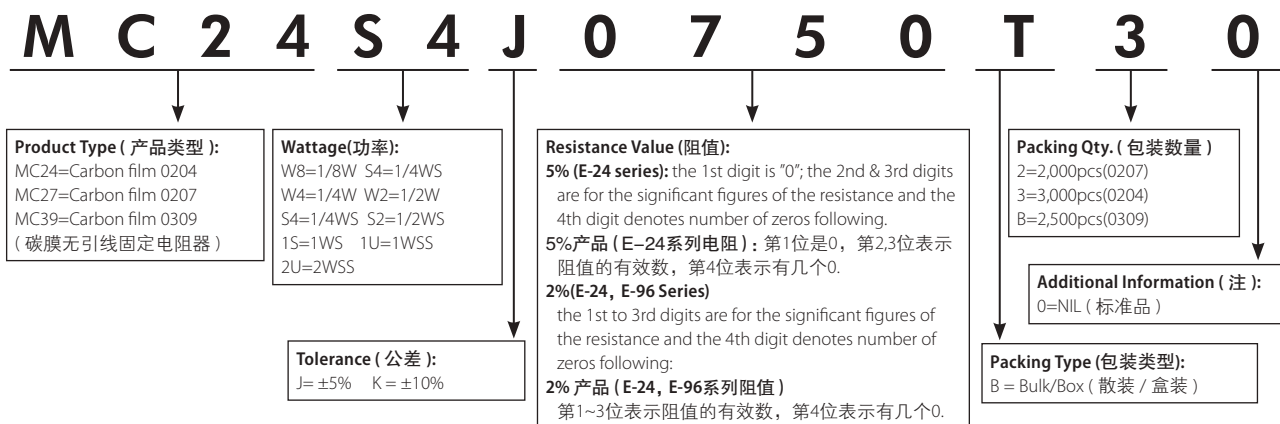 MC24S4J0750T30
Product Type ( 产品类型 ):
MC24=Carbon film 0204
MC27=Carbon film 0207
MC39=Carbon film 0309
( 碳膜无引线固定电阻器 )
Wattage(功率):
W8=1/8W S4=1/4WS
W4=1/4W W2=1/2W
S4=1/4WS S2=1/2WS
1S=1WS 1U=1WSS
2U=2WSS
Tolerance ( 公差 ):
J= ±5% K = ±10%
Resistance Value (阻值):
5% (E-24 series): the 1st digit is "0"; the 2nd & 3rd digits
are for the significant figures of the resistance and the
4th digit denotes number of zeros following.
5%产品 ( E-24系列电阻 ) : 第1位是0，第2,3位表示
阻值的有效数，第4位表示有几个0.
2%(E-24, E-96 Series)
the 1st to 3rd digits are for the significant figures of
the resistance and the 4th digit denotes number of
zeros following:
2% 产品 ( E-24, E-96系列阻值 )
第1~3位表示阻值的有效数，第4位表示有几个0.
Packing Qty. ( 包装数量 )
2=2,000pcs(0207)
3=3,000pcs(0204)
B=2,500pcs(0309)
Additional Information ( 注 ):
0=NIL ( 标准品 )
Packing Type (包装类型):
B = Bulk/Box ( 散装 / 盒装 )